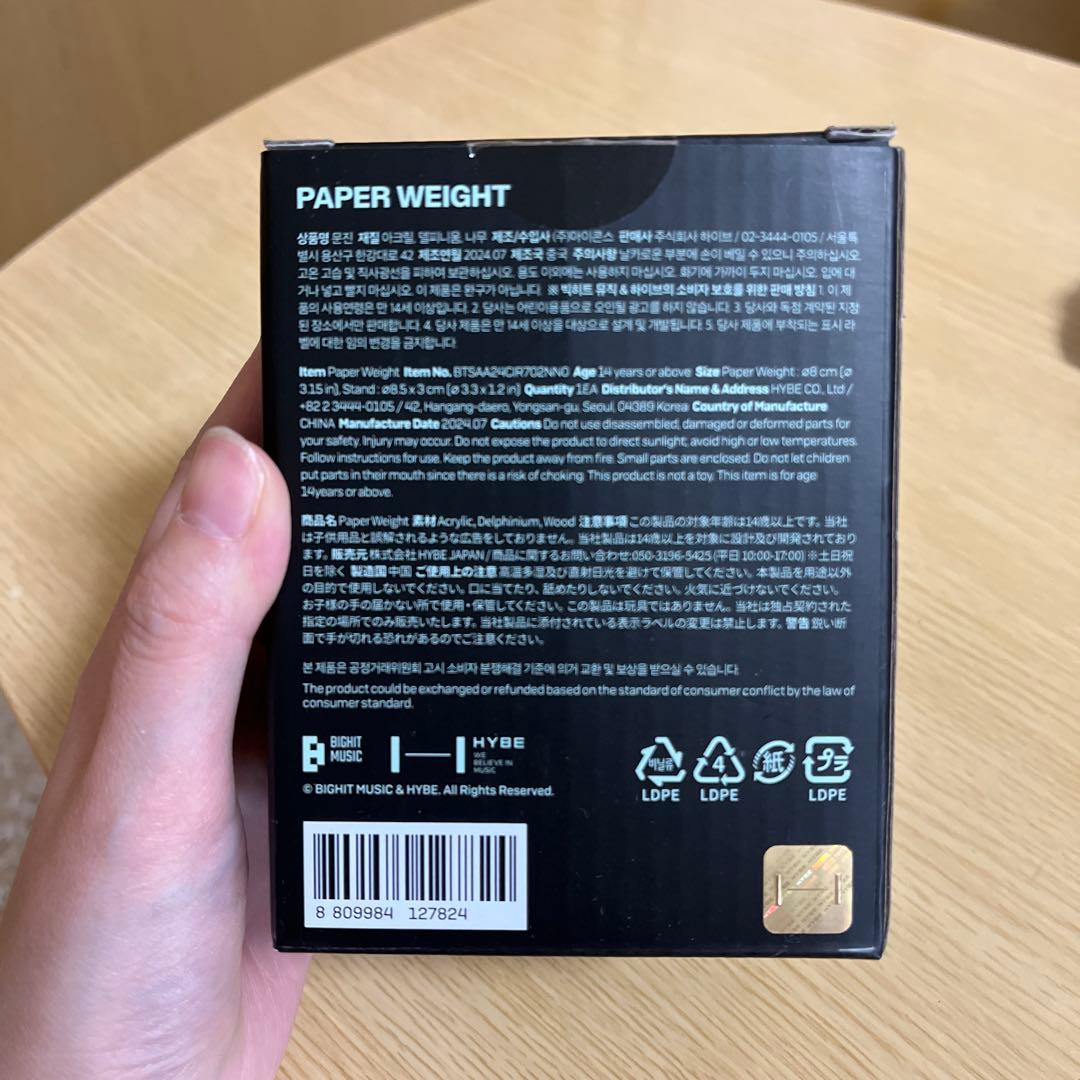 PAPER WEIGHT
상품명 문진 재질 아크릴, 델피니움, 나무 제조/수입사 (주)아이콘스 판매사 주식회사 하이브 / 02-3444-0105 / 서울특
별시 용산구 한강대로 42 제조연월 2024.07 제조국 중국 주의사항 날카로운 부분에 손이 베일 수 있으니 주의하십시오.
고온 고습 및 직사광선을 피하여 보관하십시오. 용도 이외에는 사용하지 마십시오. 화기에 가까이 두지 마십시오. 입에 대
거나 넣고 빨지 마십시오. 이 제품은 완구가 아닙니다. ※ 빅히트 뮤직 & 하이브의 소비자 보호를 위한 판매 방침 1. 이 제
품의 사용연령은 만 14세 이상입니다. 2. 당사는 어린이용품으로 오인될 광고를 하지 않습니다. 3. 당사와 독점 계약된 지정
된 장소에서만 판매합니다. 4. 당사 제품은 만 14세 이상을 대상으로 설계 및 개발됩니다. 5. 당사 제품에 부착되는 표시 라
벨에 대한 임의 변경을 금지합니다.
Item Paper Weight Item No. BTSAA24CIR702NN0 Age 14 years or above Size Paper Weight : ø8 cm [ø
3.15 in], Stand : ø8.5 x 3 cm [ø 3.3 x 1.2 in] Quantity 1EA Distributor's Name & Address HYBE CO., Ltd /
+82 2 3444-0105 / 42, Hangang-daero, Yongsan-gu, Seoul, 04389 Korea Country of Manufacture
CHINA Manufacture Date 2024.07 Cautions Do not use disassembled, damaged or deformed parts for
your safety. Injury may occur. Do not expose the product to direct sunlight, avoid high or low temperatures.
Follow instructions for use. Keep the product away from fire. Small parts are enclosed. Do not let children
put parts in their mouth since there is a risk of choking. This product is not a toy. This item is for age
14years or above.
商品名 Paper Weight 素材 Acrylic, Delphinium, Wood 注意事項 この製品の対象年齢は14歳以上です。当社
は子供用品と誤解されるような広告をしておりません。当社製品は14歳以上を対象に設計及び開発されており
ます。販売元 株式会社 HYBE JAPAN / 商品に関するお問い合わせ:050-3196-5425 (平日 10:00-17:00) ※土日祝
日を除く 製造国 中国 ご使用上の注意 高温多湿及び直射日光を避けて保管してください。本製品を用途以外
の目的で使用しないでください。口に当てたり、舐めたりしないでください。火気に近づけないでください。
お子様の手の届かない所で使用・保管してください。この製品は玩具ではありません。当社は独占契約された
指定の場所でのみ販売いたします。当社製品に添付されている表示ラベルの変更は禁止します。警告 鋭い断
面で手が切れる恐れがあるのでご注意ください。
본 제품은 공정거래위원회 고시 소비자 분쟁해결 기준에 의거 교환 및 보상을 받으실 수 있습니다.
The product could be exchanged or refunded based on the standard of consumer conflict by the law of
consumer standard.
BIGHIT
MUSIC
HYBE
WE
BELIEVE IN
MUSIC
비닐류
LDPE
4
LDPE
紙
プラ
LDPE
© BIGHIT MUSIC & HYBE. All Rights Reserved.
8 809984 127824